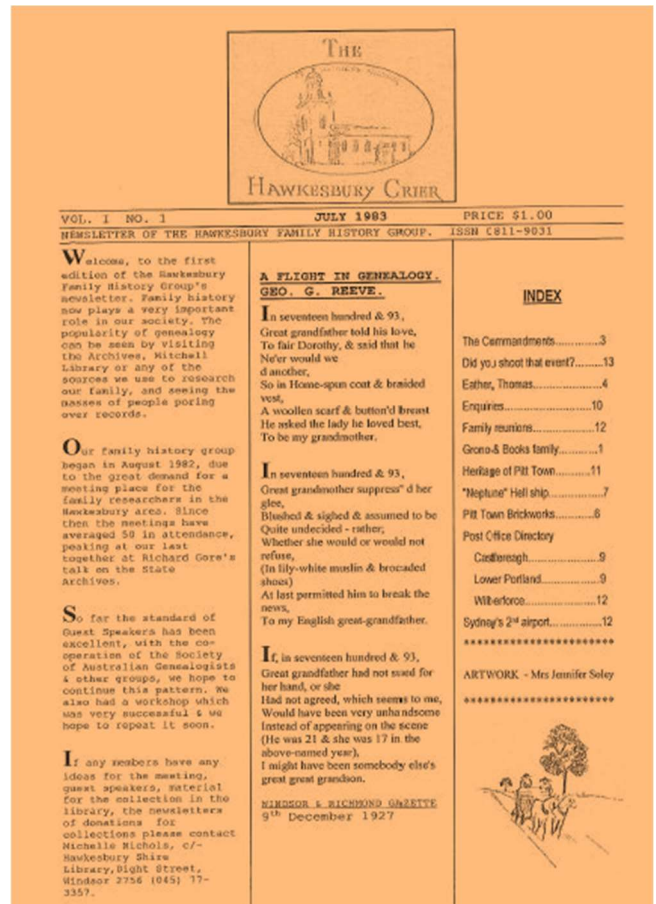 THE
HAWKESBURY CRIER
VOL. I NO. 1 JULY 1983 PRICE $1.00
NEWSLETTER OF THE HAWKESBURY FAMILY HISTORY GROUP. ISSN C811-9031
Welcome, to the first
edition of the Hawkesbury
Family History Group's
newsletter. Family history
now plays a very important
role in our society. The
popularity of genealogy
can be seen by visiting
the Archives, Mitchell
Library or any of the
sources we use to research
our family, and seeing the
masses of people poring
over records.
Our family history group
began in August 1982, due
to the great demand for a
meeting place for the
family researchers in the
Hawkesbury area. Since
then the meetings have
averaged 50 in attendance,
peaking at our last
together at Richard Gore's
talk on the State
Archives.
So far the standard of
Guest Speakers has been
excellent, with the co-
operation of the Society
of Australian Genealogists
& other groups, we hope to
continue this pattern. We
also had a workshop which
was very successful & we
hope to repeat it soon.
If any members have any
ideas for the meeting,
guest speakers, material
for the collection in the
library, the newsletters
of donations for
collections please contact
Michelle Nichols, c/-
Hawkesbury Shire
Library, Dight Street,
Windsor 2756 (045) 77-
3357.
A FLIGHT IN GENEALOGY.
GEO. G. REEVE.
In seventeen hundred & 93,
Great grandfather told his love,
To fair Dorothy, & said that he
Ne'er would we
d another,
So in Home-spun coat & braided
vest,
A woollen scarf & button'd breast
He asked the lady he loved best,
To be my grandmother.
In seventeen hundred & 93,
Great grandmother suppress" d her
glee,
Blushed & sighed & assumed to be
Quite undecided - rather;
Whether she would or would not
refuse,
(In lily-white muslin & brocaded
shoes)
At last permitted him to break the
news,
To my English great-grandfather.
If, in seventeen hundred & 93,
Great grandfather had not sued for
her hand, or she
Had not agreed, which seems to me,
Would have been very unhandsome
Instead of appearing on the scene
(He was 21 & she was 17 in the
above-named year),
I might have been somebody else's
great great grandson.
WINDSOR & RICHMOND GAZETTE
9th December 1927
INDEX
The Commandments.............3
Did you shoot that event?.........13
Eather, Thomas.................4
Enquiries......................10
Family reunions................12
Grono & Books family...........1
Heritage of Pitt Town..........11
"Neptune" Hell ship.............7
Pitt Town Brickworks...........6
Post Office Directory
Castlereagh..................9
Lower Portland...............9
Wilberforce..................12
Sydney's 2nd airport...........12
************************
ARTWORK - Mrs Jennifer Soley
************************